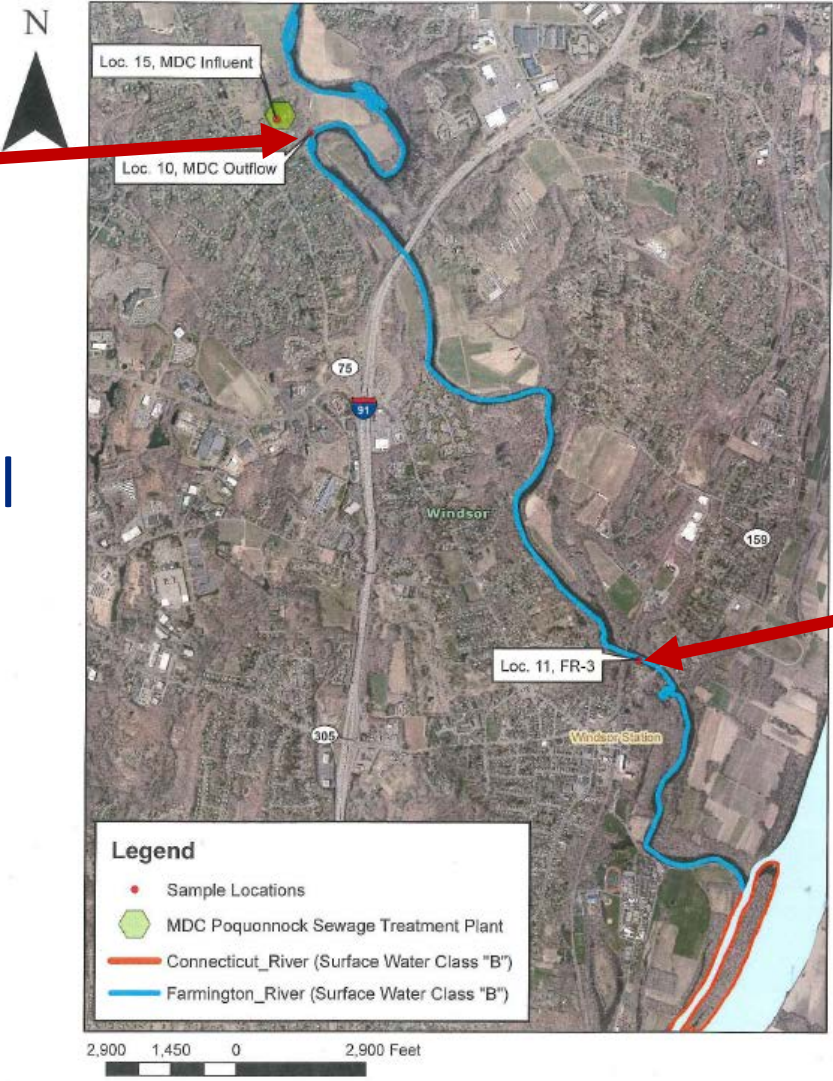 N
Loc. 15, MDC Influent
Loc. 10, MDC Outflow
75
91
Windsor
159
Loc. 11, FR-3
Windsor Station
305
Legend
Sample Locations
MDC Poquonnock Sewage Treatment Plant
Connecticut_River (Surface Water Class "B")
Farmington_River (Surface Water Class "B")
2,900 1,450 0 2,900 Feet